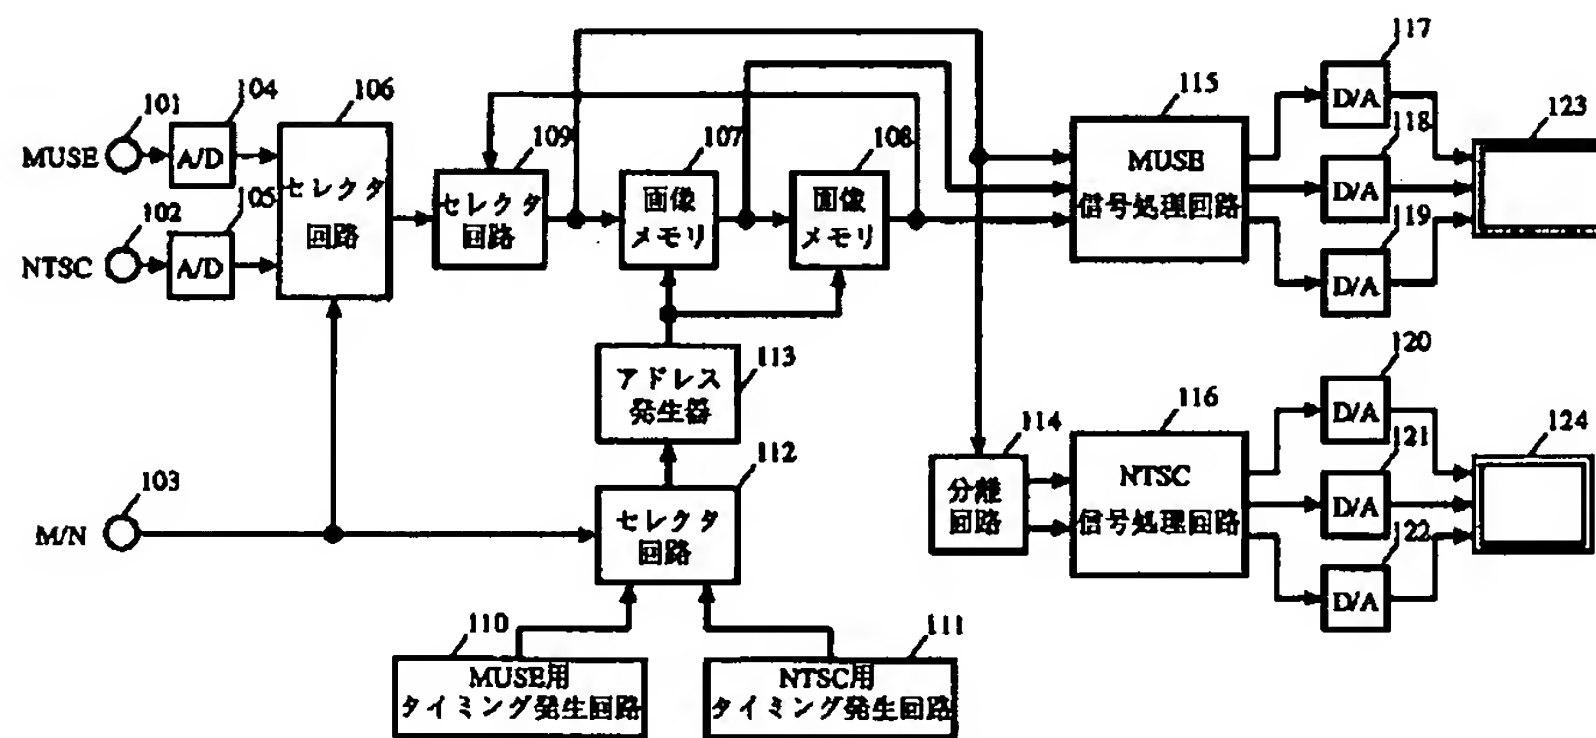 117
D/A
101
104
106
115
118
123
MUSE
A/D
109
107
108
MUSE
信号処理回路
D/A
105
セレクタ
回路
セレクタ
回路
画像
メモリ
画像
メモリ
102
119
NTSC
A/D
D/A
113
120
アドレス
発生器
D/A
114
116
124
112
121
103
分離
回路
NTSC
信号処理回路
D/A
M/N
セレクタ
回路
122
D/A
110
111
MUSE用
タイミング発生回路
NTSC用
タイミング発生回路